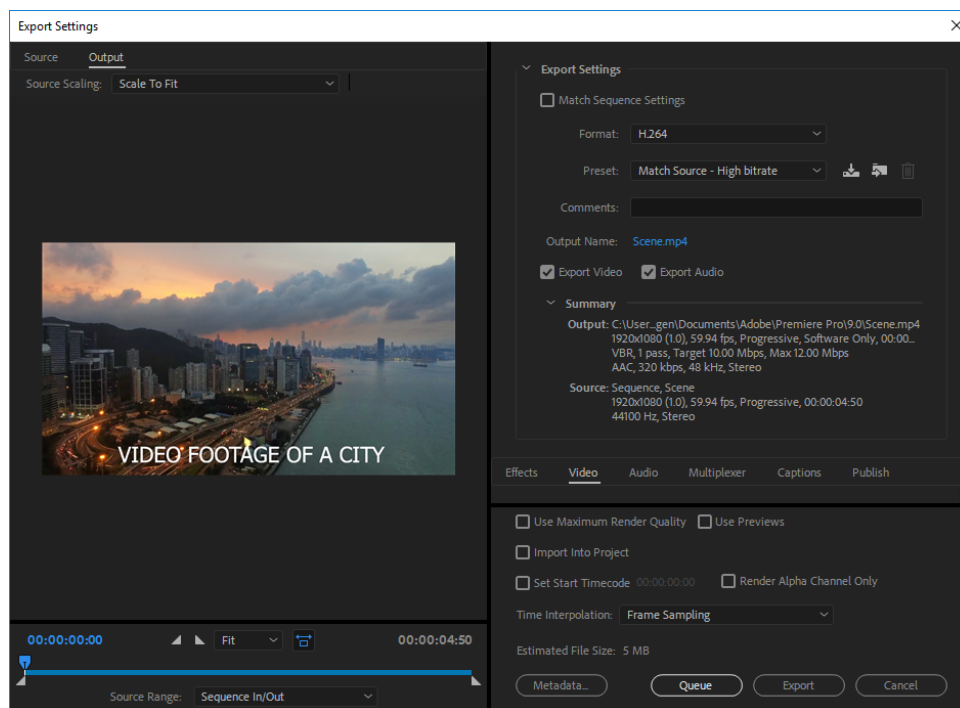 Export Settings
Source Output
Source Scaling: Scale To Fit
VIDEO FOOTAGE OF A CITY
00:00:00:00 Fit 00:00:04:50
Source Range: Sequence In/Out
Export Settings
Match Sequence Settings
Format: H.264
Preset: Match Source - High bitrate
Comments:
Output Name: Scene.mp4
Export Video Export Audio
Summary
Output: C:\User...gen\Documents\Adobe\Premiere Pro\9.0\Scene.mp4
1920x1080 (1.0), 59.94 fps, Progressive, Software Only, 00:00...
VBR, 1 pass, Target 10.00 Mbps, Max 12.00 Mbps
AAC, 320 kbps, 48 kHz, Stereo
Source: Sequence, Scene
1920x1080 (1.0), 59.94 fps, Progressive, 00:00:04:50
44100 Hz, Stereo
Effects Video Audio Multiplexer Captions Publish
Use Maximum Render Quality Use Previews
Import Into Project
Set Start Timecode 00:00:00:00 Render Alpha Channel Only
Time Interpolation: Frame Sampling
Estimated File Size: 5 MB
Metadata... Queue Export Cancel